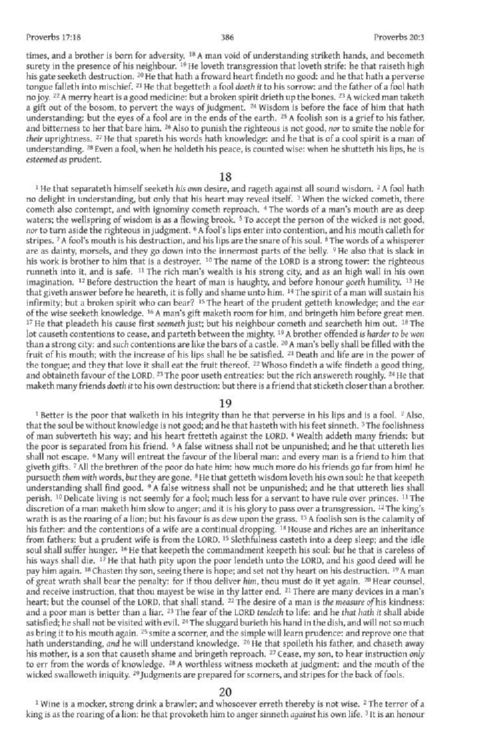 Proverbs 17:18 386 Proverbs 20:3
times, and a brother is born for adversity. 18 A man void of understanding striketh hands, and becometh
surety in the presence of his neighbour. 19 He loveth transgression that loveth strife: he that raiseth high
his gate seeketh destruction. 20 He that hath a froward heart findeth no good: and he that hath a perverse
tongue falleth into mischief. 21 He that begetteth a fool doeth it to his sorrow: and the father of a fool hath
no joy. 22 A merry heart is a good medicine: but a broken spirit drieth up the bones. 23 A wicked man taketh
a gift out of the bosom, to pervert the ways of judgment. 24 Wisdom is before the face of him that hath
understanding: but the eyes of a fool are in the ends of the earth. 25 A foolish son is a grief to his father,
and bitterness to her that bare him. 26 Also to punish the righteous is not good, nor to smite the noble for
their uprightness. 27 He that spareth his words hath knowledge: and he that is of a cool spirit is a man of
understanding. 28 Even a fool, when he holdeth his peace, is counted wise: when he shutteth his lips, he is
esteemed as prudent.
18
1 He that separateth himself seeketh his own desire, and rageth against all sound wisdom. 2 A fool hath
no delight in understanding, but only that his heart may reveal itself. 3 When the wicked cometh, there
cometh also contempt, and with ignominy cometh reproach. 4 The words of a man's mouth are as deep
waters; the wellspring of wisdom is as a flowing brook. 5 To accept the person of the wicked is not good,
nor to turn aside the righteous in judgment. 6 A fool's lips enter into contention, and his mouth calleth for
stripes. 7 A fool's mouth is his destruction, and his lips are the snare of his soul. 8 The words of a whisperer
are as dainty, morsels, and they go down into the innermost parts of the belly. 9 He also that is slack in
his work is brother to him that is a destroyer. 10 The name of the LORD is a strong tower: the righteous
runneth into it, and is safe. 11 The rich man's wealth is his strong city, and as an high wall in his own
imagination. 12 Before destruction the heart of man is haughty, and before honour goeth humility. 13 He
that giveth answer before he heareth, it is folly and shame unto him. 14 The spirit of a man will sustain his
infirmity; but a broken spirit who can bear? 15 The heart of the prudent getteth knowledge; and the ear
of the wise seeketh knowledge. 16 A man's gift maketh room for him, and bringeth him before great men.
17 He that pleadeth his cause first seemeth just; but his neighbour cometh and searcheth him out. 18 The
lot causeth contentions to cease, and parteth between the mighty. 19 A brother offended is harder to be won
than a strong city: and such contentions are like the bars of a castle. 20 A man's belly shall be filled with the
fruit of his mouth; with the increase of his lips shall he be satisfied. 21 Death and life are in the power of
the tongue; and they that love it shall eat the fruit thereof. 22 Whoso findeth a wife findeth a good thing,
and obtaineth favour of the LORD. 23 The poor useth entreaties: but the rich answereth roughly. 24 He that
maketh many friends doeth it to his own destruction: but there is a friend that sticketh closer than a brother.
19
1 Better is the poor that walketh in his integrity than he that perverse in his lips and is a fool. 2 Also,
that the soul be without knowledge is not good; and he that hasteth with his feet sinneth. 3 The foolishness
of man subverteth his way; and his heart fretteth against the LORD. 4 Wealth addeth many friends: but
the poor is separated from his friend. 5 A false witness shall not be unpunished; and he that uttereth lies
shall not escape. 6 Many will entreat the favour of the liberal man: and every man is a friend to him that
giveth gifts. 7 All the brethren of the poor do hate him: how much more do his friends go far from him! he
pursueth them with words, but they are gone. 8 He that getteth wisdom loveth his own soul: he that keepeth
understanding shall find good. 9 A false witness shall not be unpunished; and he that uttereth lies shall
perish. 10 Delicate living is not seemly for a fool; much less for a servant to have rule over princes. 11 The
discretion of a man maketh him slow to anger; and it is his glory to pass over a transgression. 12 The king's
wrath is as the roaring of a lion; but his favour is as dew upon the grass. 13 A foolish son is the calamity of
his father: and the contentions of a wife are a continual dropping. 14 House and riches are an inheritance
from fathers: but a prudent wife is from the LORD. 15 Slothfulness casteth into a deep sleep; and the idle
soul shall suffer hunger. 16 He that keepeth the commandment keepeth his soul: but he that is careless of
his ways shall die. 17 He that hath pity upon the poor lendeth unto the LORD, and his good deed will he
pay him again. 18 Chasten thy son, seeing there is hope; and set not thy heart on his destruction. 19 A man
of great wrath shall bear the penalty: for if thou deliver him, thou must do it yet again. 20 Hear counsel,
and receive instruction, that thou mayest be wise in thy latter end. 21 There are many devices in a man's
heart; but the counsel of the LORD, that shall stand. 22 The desire of a man is the measure of his kindness:
and a poor man is better than a liar. 23 The fear of the LORD tendeth to life: and he that hath it shall abide
satisfied; he shall not be visited with evil. 24 The sluggard burieth his hand in the dish, and will not so much
as bring it to his mouth again. 25 smite a scorner, and the simple will learn prudence: and reprove one that
hath understanding, and he will understand knowledge. 26 He that spoileth his father, and chaseth away
his mother, is a son that causeth shame and bringeth reproach. 27 Cease, my son, to hear instruction only
to err from the words of knowledge. 28 A worthless witness mocketh at judgment: and the mouth of the
wicked swalloweth iniquity. 29 Judgments are prepared for scorners, and stripes for the back of fools.
20
1 Wine is a mocker, strong drink a brawler; and whosoever erreth thereby is not wise. 2 The terror of a
king is as the roaring of a lion: he that provoketh him to anger sinneth against his own life. 3 It is an honour